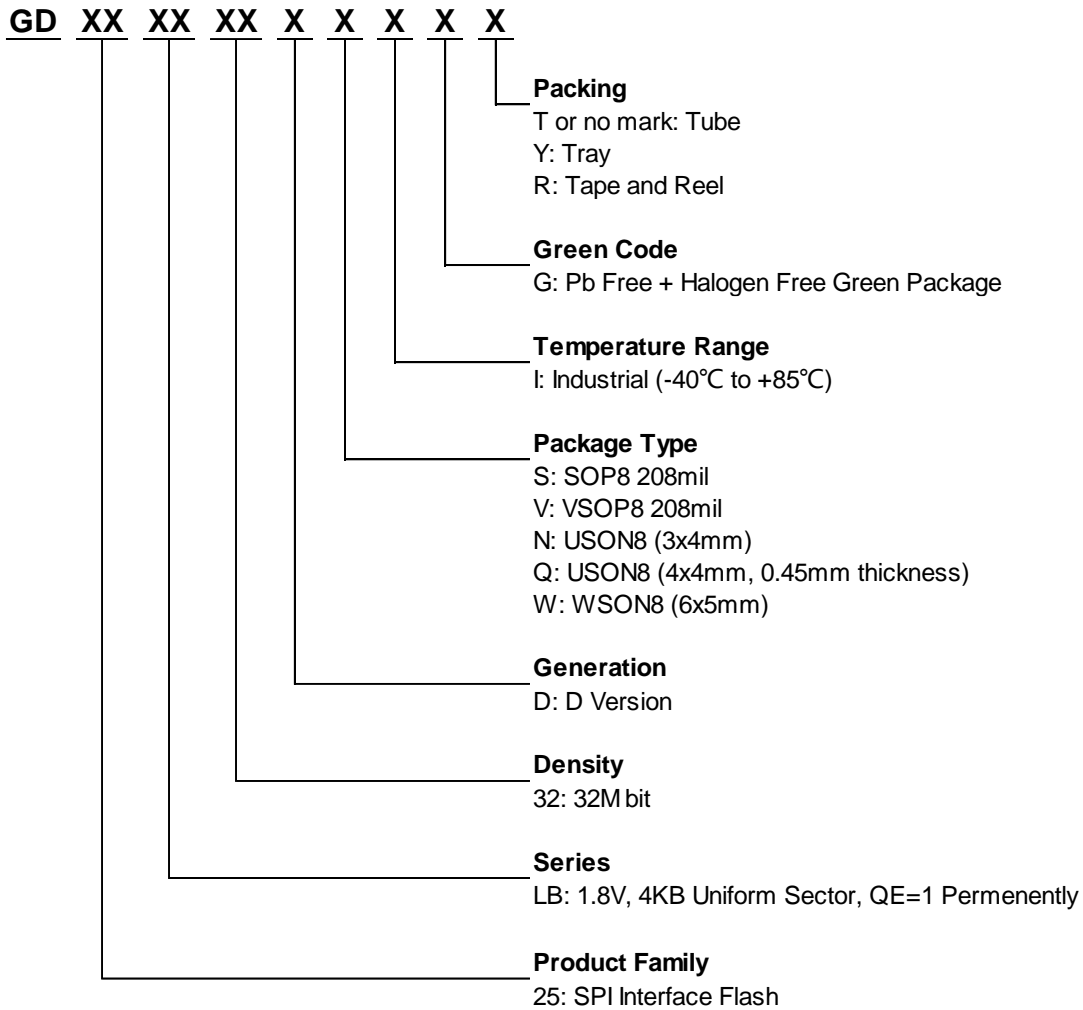 GD XX XX XX X X X X X
Packing
T or no mark: Tube
Y: Tray
R: Tape and Reel
Green Code
G: Pb Free + Halogen Free Green Package
Temperature Range
I: Industrial (-40℃ to +85℃)
Package Type
S: SOP8 208mil
V: VSOP8 208mil
N: USON8 (3x4mm)
Q: USON8 (4x4mm, 0.45mm thickness)
W: WSON8 (6x5mm)
Generation
D: D Version
Density
32: 32M bit
Series
LB: 1.8V, 4KB Uniform Sector, QE=1 Permenently
Product Family
25: SPI Interface Flash